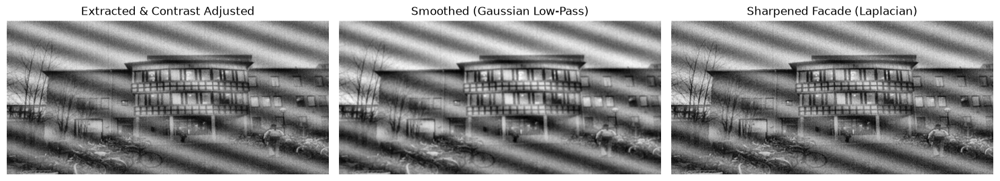 Extracted & Contrast Adjusted
Smoothed (Gaussian Low-Pass)
Sharpened Facade (Laplacian)